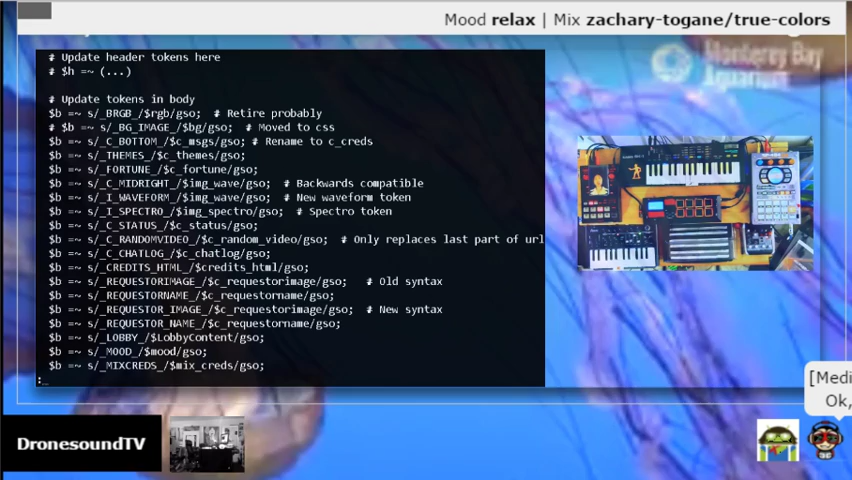 Mood relax | Mix zachary-togane/true-colors
Monterey Bay
Aquarium
# Update header tokens here
# $h =~ (...)
# Update tokens in body
$b =~ s/_BRGB_/$rgb/gso;  # Retire probably
# $b =~ s/_BG_IMAGE_/$bg/gso;  # Moved to css
$b =~ s/_C_BOTTOM_/$c_msgs/gso; # Rename to c_creds
$b =~ s/_THEMES_/$c_themes/gso;
$b =~ s/_FORTUNE_/$c_fortune/gso;
$b =~ s/_C_MIDRIGHT_/$img_wave/gso;  # Backwards compatible
$b =~ s/_I_WAVEFORM_/$img_wave/gso;  # New waveform token
$b =~ s/_I_SPECTRO_/$img_spectro/gso;  # Spectro token
$b =~ s/_C_STATUS_/$c_status/gso;
$b =~ s/_C_RANDOMVIDEO_/$c_random_video/gso;  # Only replaces last part of url
$b =~ s/_C_CHATLOG_/$c_chatlog/gso;
$b =~ s/_CREDITS_HTML_/$credits_html/gso;
$b =~ s/_REQUESTORIMAGE_/$c_requestorimage/gso;   # Old syntax
$b =~ s/_REQUESTORNAME_/$c_requestorname/gso;
$b =~ s/_REQUESTOR_IMAGE_/$c_requestorimage/gso;  # New syntax
$b =~ s/_REQUESTOR_NAME_/$c_requestorname/gso;
$b =~ s/_LOBBY_/$LobbyContent/gso;
$b =~ s/_MOOD_/$mood/gso;
$b =~ s/_MIXCREDS_/$mix_creds/gso;
:
[Medi
Ok,
DronesoundTV